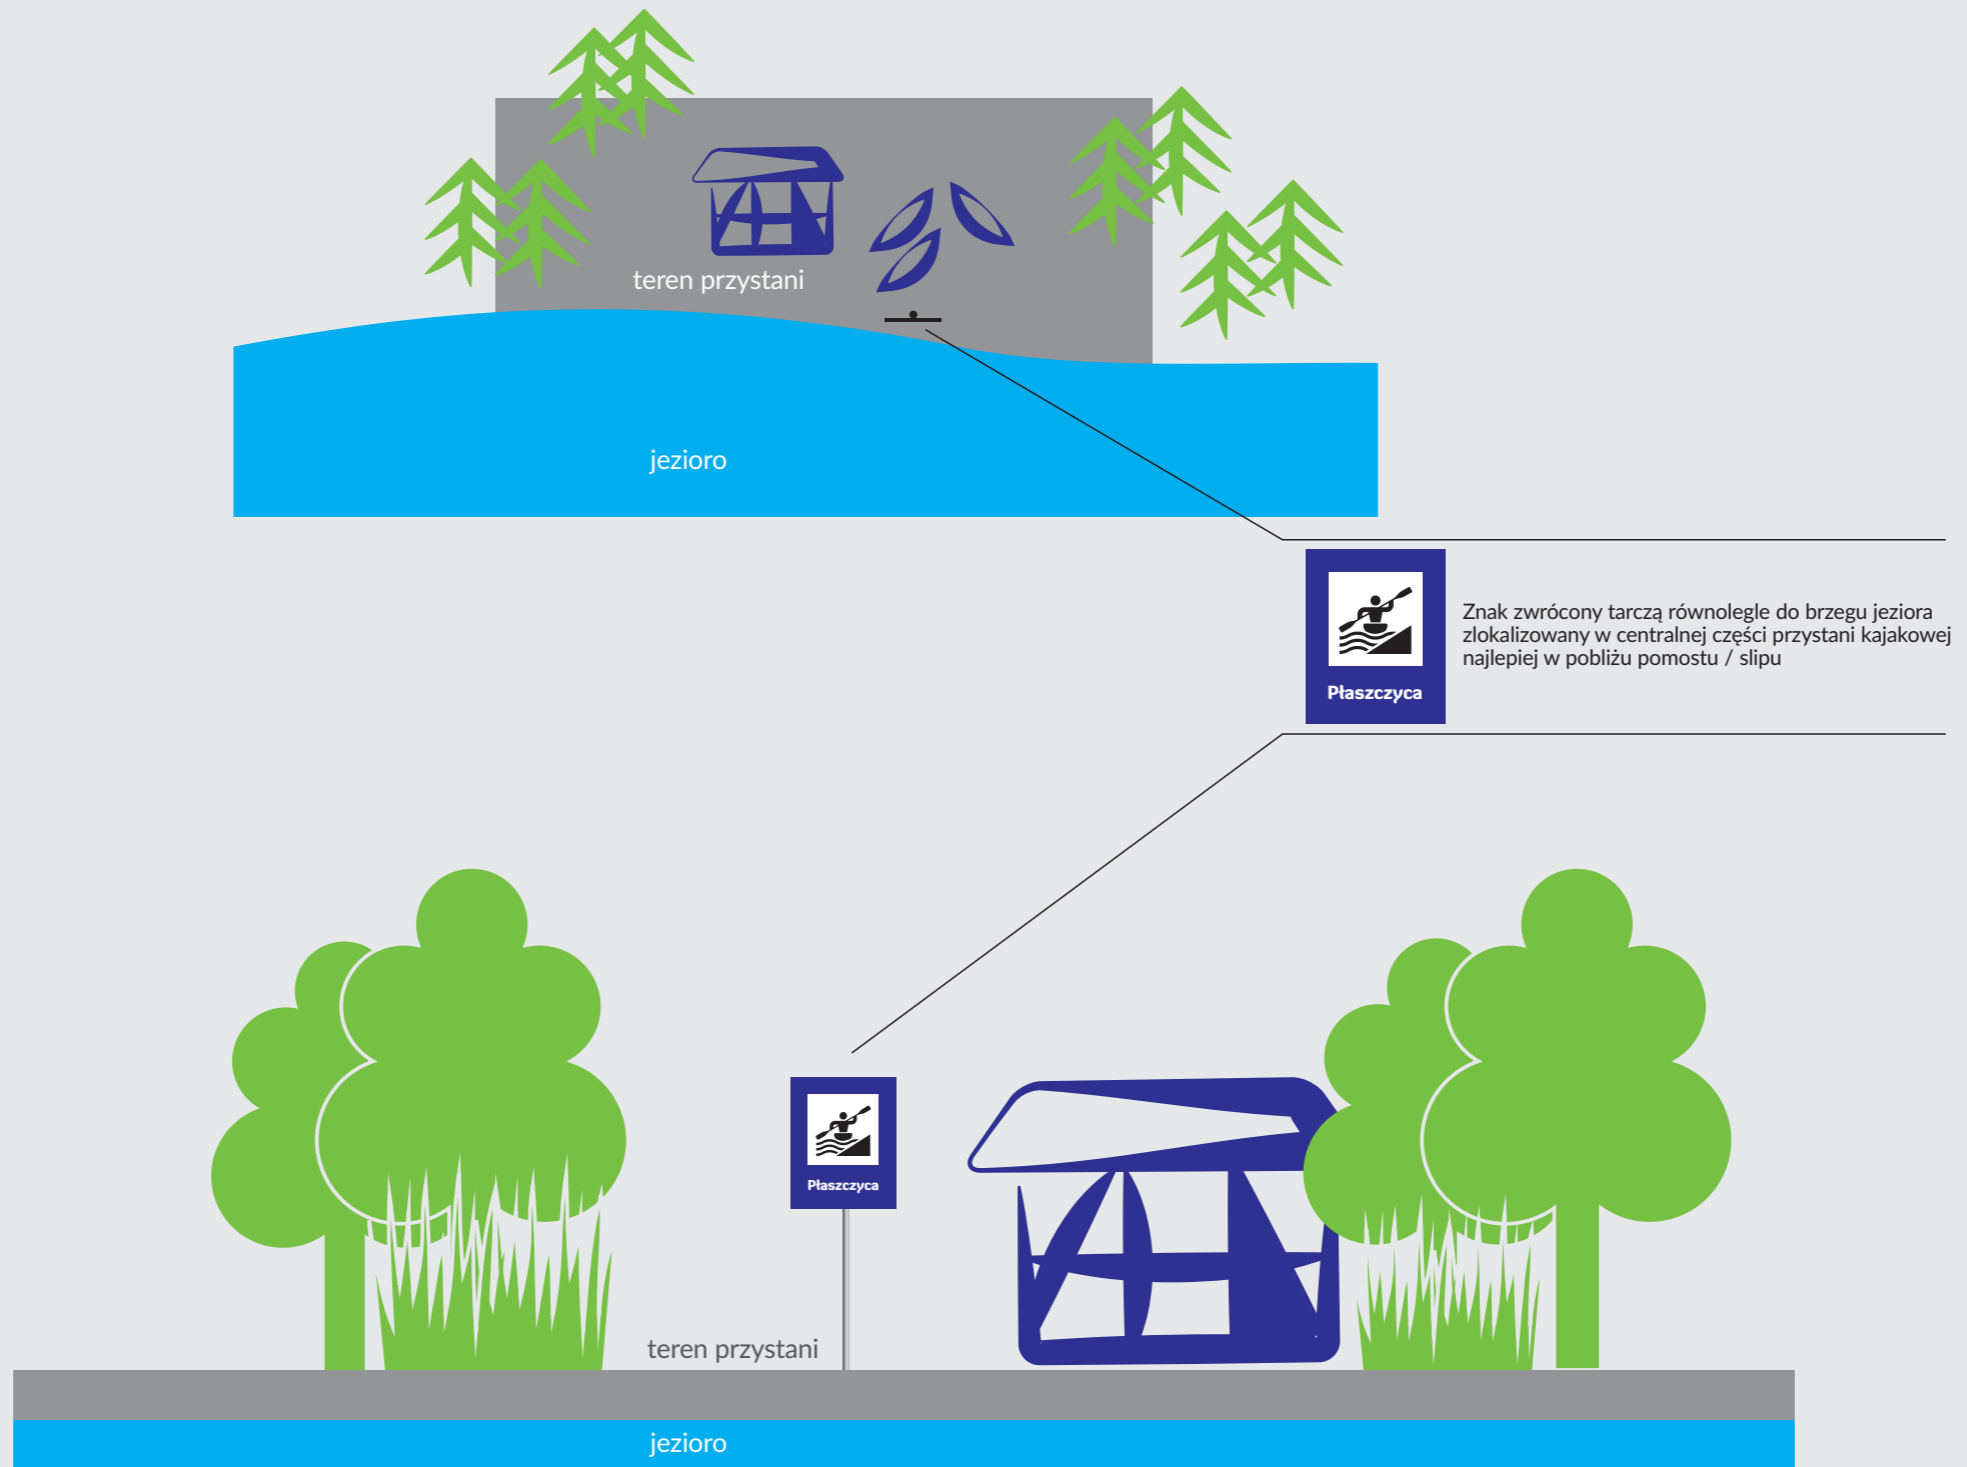 teren przystani
jezioro
Płaszczyca
Znak zwrócony tarczą równolegle do brzegu jeziora
zlokalizowany w centralnej części przystani kajakowej
najlepiej w pobliżu pomostu / slipu
Płaszczyca
teren przystani
jezioro